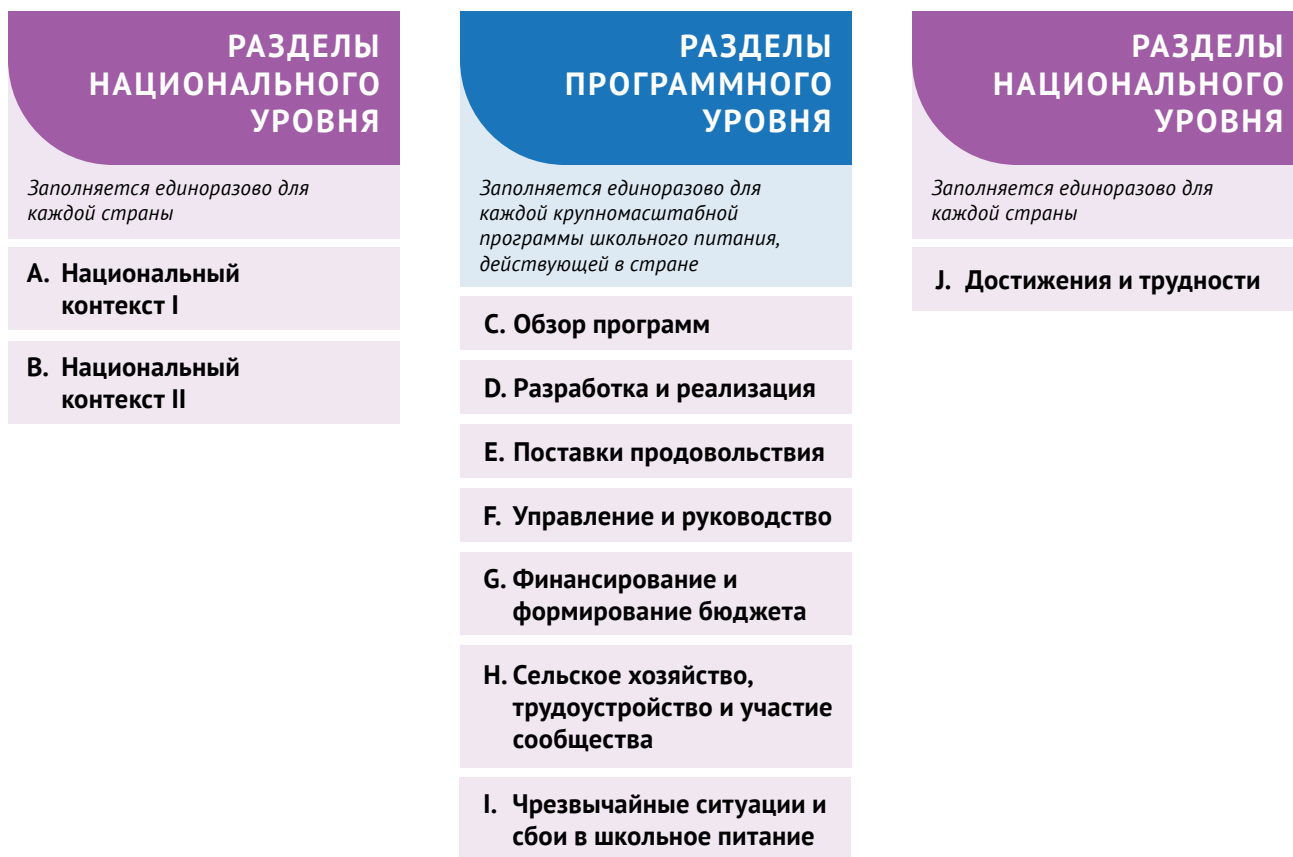 РАЗДЕЛЫ
НАЦИОНАЛЬНОГО
УРОВНЯ
Заполняется единоразово для
каждой страны
A. Национальный
контекст I
B. Национальный
контекст II
РАЗДЕЛЫ
ПРОГРАММНОГО
УРОВНЯ
Заполняется единоразово для
каждой крупномасштабной
программы школьного питания,
действующей в стране
C. Обзор программ
D. Разработка и реализация
E. Поставки продовольствия
F. Управление и руководство
G. Финансирование и
формирование бюджета
H. Сельское хозяйство,
трудоустройство и участие
сообщества
I. Чрезвычайные ситуации и
сбои в школьное питание
РАЗДЕЛЫ
НАЦИОНАЛЬНОГО
УРОВНЯ
Заполняется единоразово для
каждой страны
J. Достижения и трудности